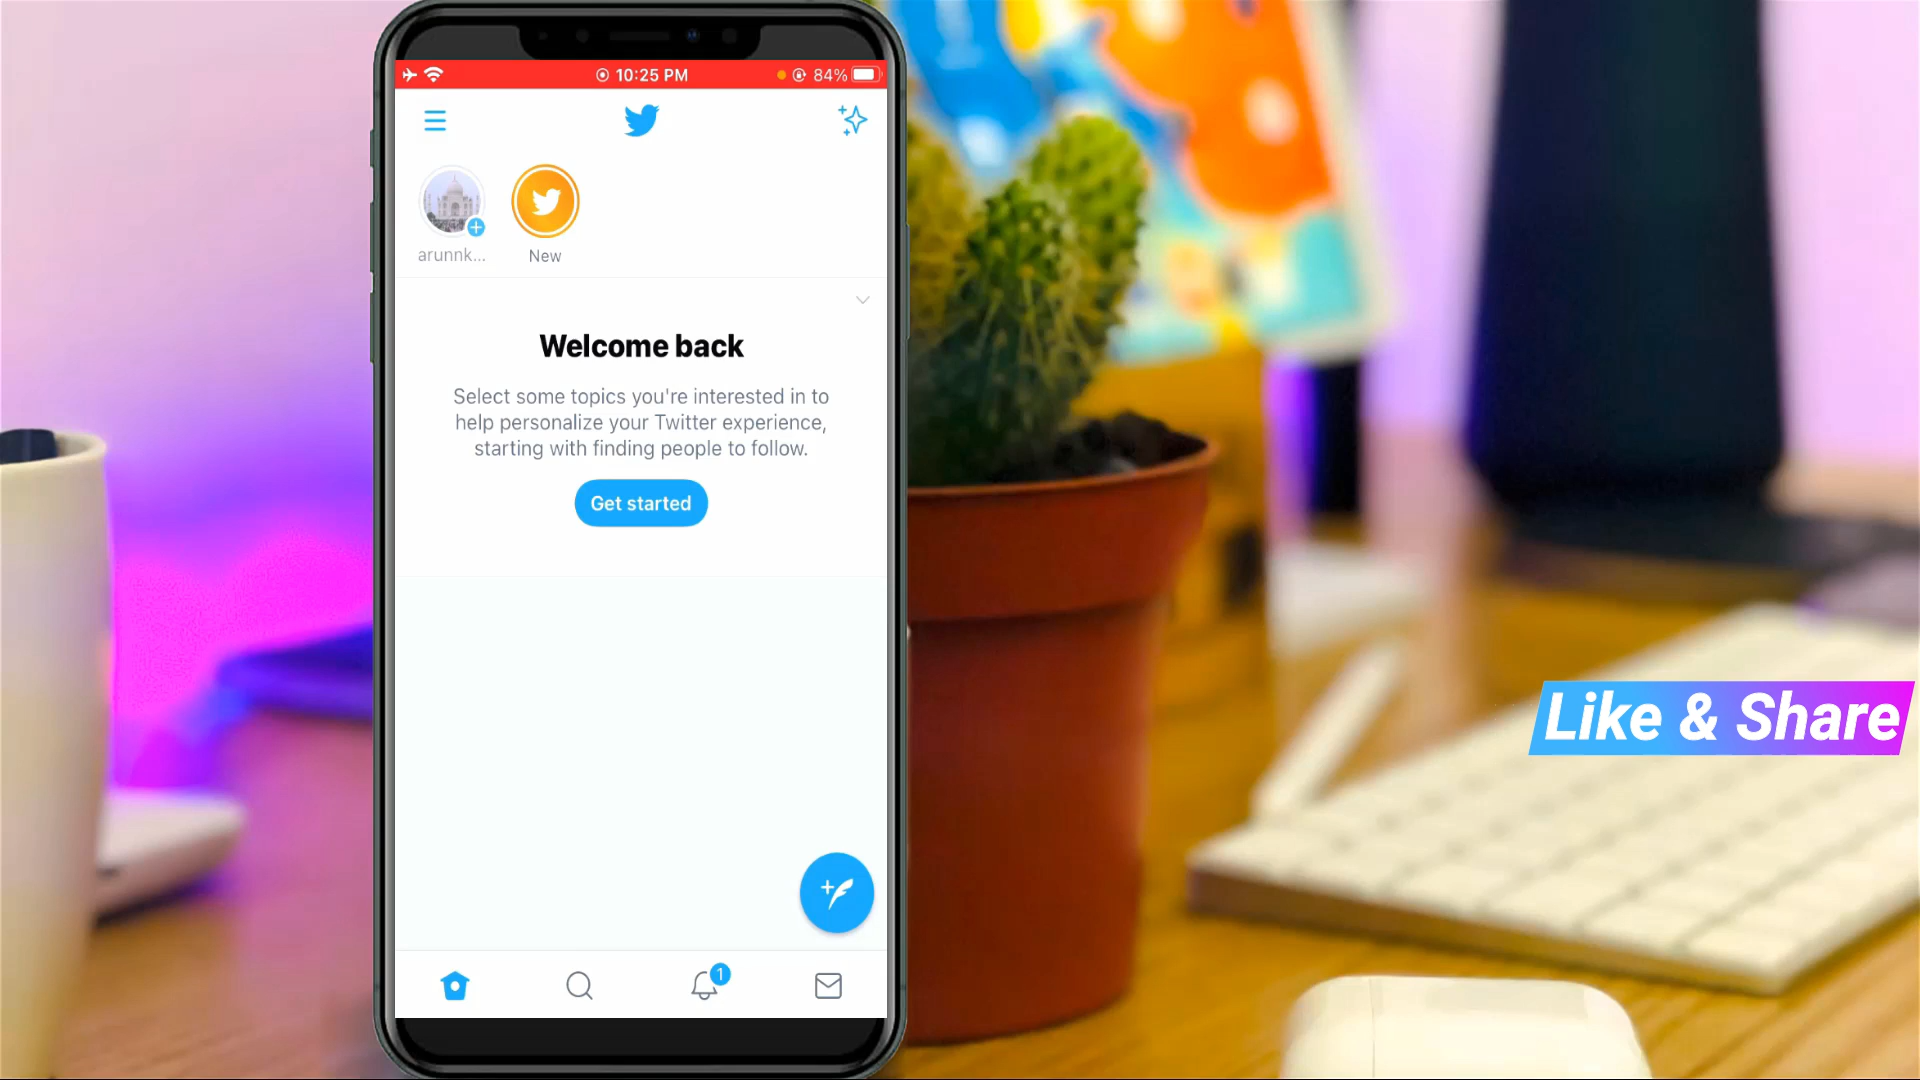 10:25 PM
84%
arunnk...
New
Welcome back
Select some topics you're interested in to
help personalize your Twitter experience,
starting with finding people to follow.
Get started
1
Like & Share